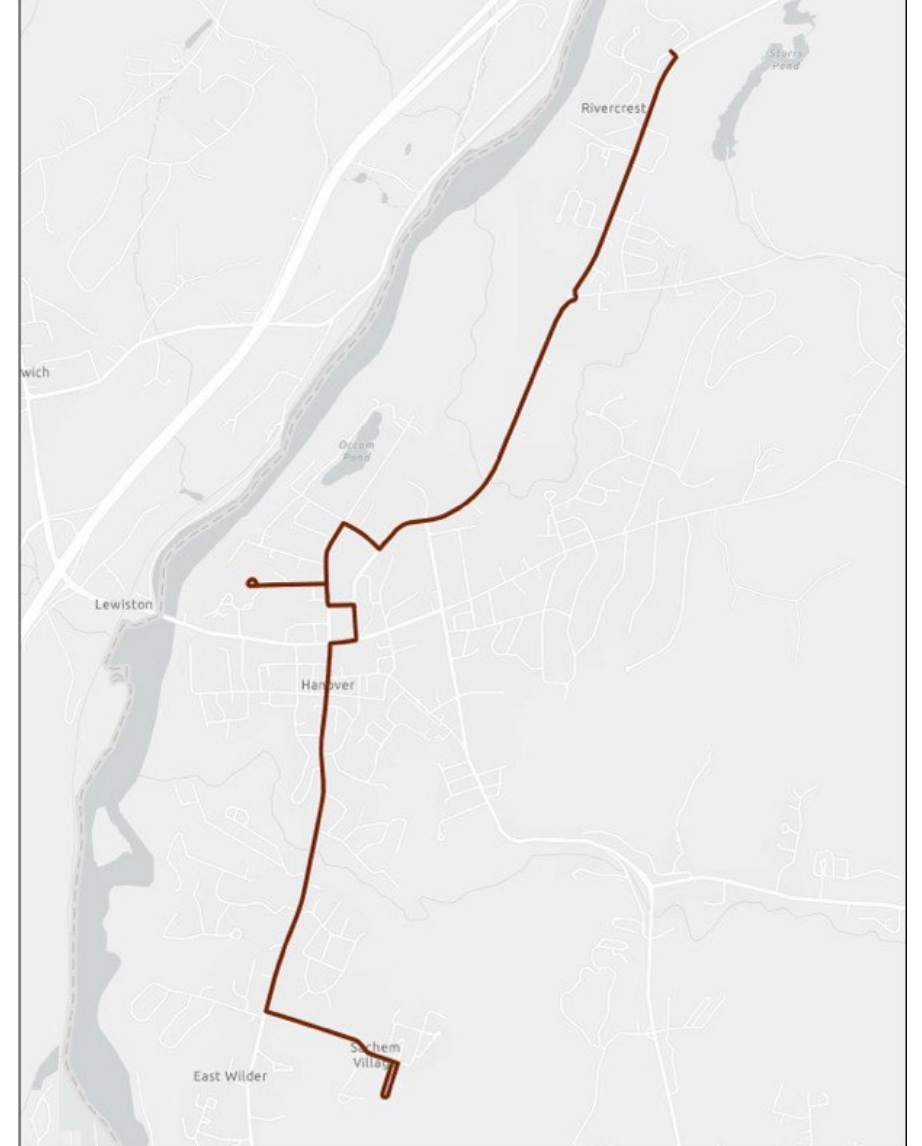 Storrs
Pond
Rivercrest
wich
Occom
Pond
Lewiston
Hanover
Sachem
Village
East Wilder